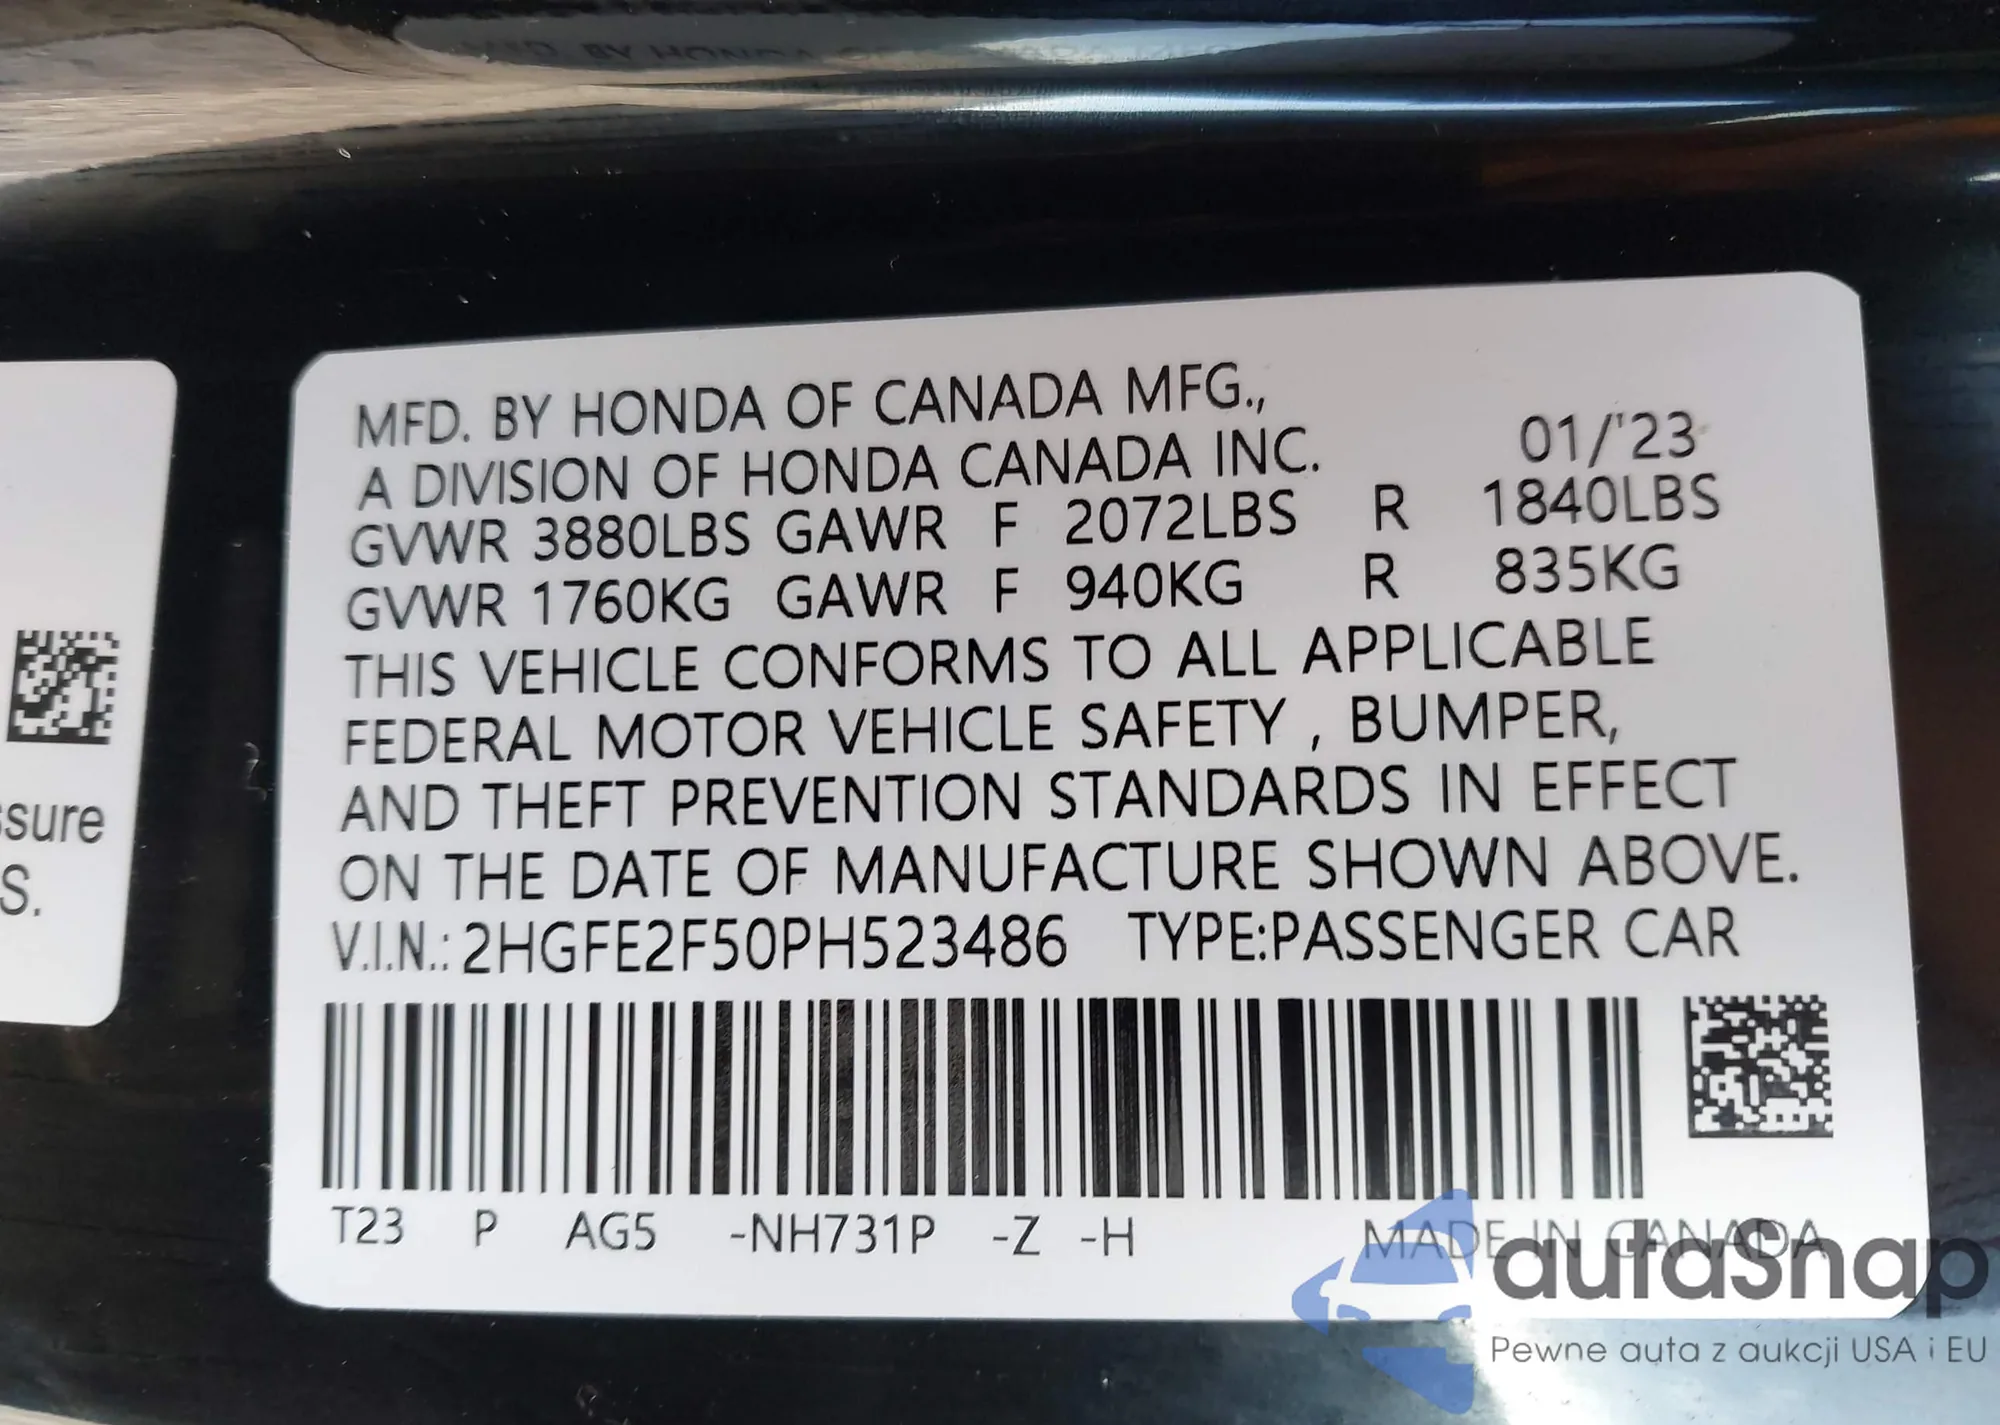 MFD. BY HONDA OF CANADA MFG.,
A DIVISION OF HONDA CANADA INC. 01/'23
GVWR 3880LBS GAWR F 2072LBS R 1840LBS
GVWR 1760KG GAWR F 940KG R 835KG
THIS VEHICLE CONFORMS TO ALL APPLICABLE
FEDERAL MOTOR VEHICLE SAFETY , BUMPER,
AND THEFT PREVENTION STANDARDS IN EFFECT
ON THE DATE OF MANUFACTURE SHOWN ABOVE.
V.I.N.: 2HGFE2F50PH523486 TYPE:PASSENGER CAR
T23 P AG5 -NH731P -Z -H MADE IN CANADA
ssure
S.
autaSnap
Pewne auta z aukcji USA i EU